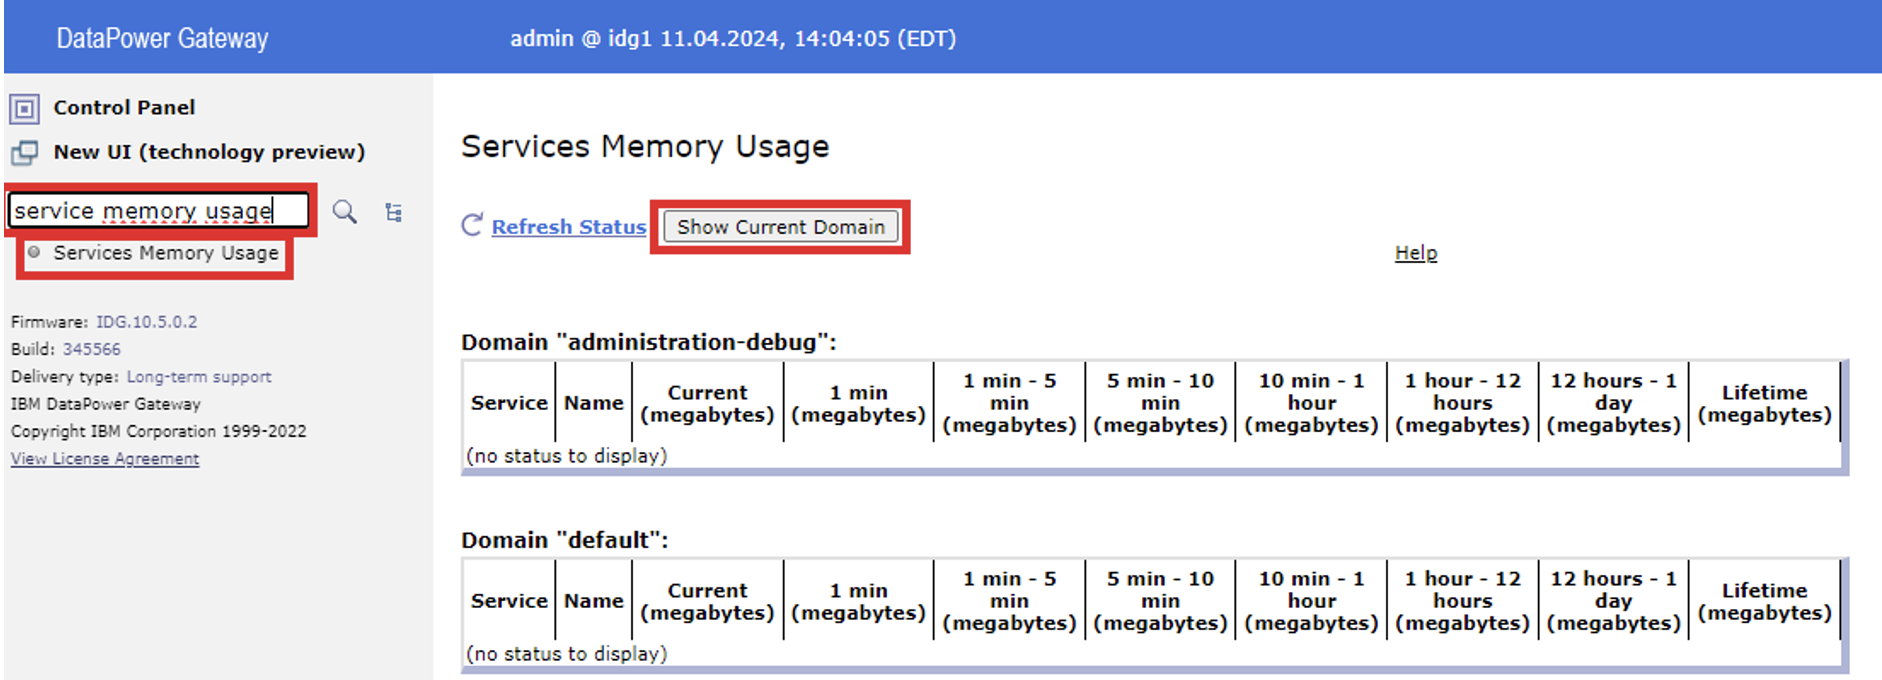 DataPower Gateway
admin @ idg1 11.04.2024, 14:04:05 (EDT)
Control Panel
New UI (technology preview)
service memory usage
Services Memory Usage
Firmware: IDG.10.5.0.2
Build: 345566
Delivery type: Long-term support
IBM DataPower Gateway
Copyright IBM Corporation 1999-2022
View License Agreement
Services Memory Usage
Refresh Status Show Current Domain
Help
Domain "administration-debug":
Service Name Current (megabytes) 1 min (megabytes) 1 min - 5 min (megabytes) 5 min - 10 min (megabytes) 10 min - 1 hour (megabytes) 1 hour - 12 hours (megabytes) 12 hours - 1 day (megabytes) Lifetime (megabytes)
(no status to display)
Domain "default":
Service Name Current (megabytes) 1 min (megabytes) 1 min - 5 min (megabytes) 5 min - 10 min (megabytes) 10 min - 1 hour (megabytes) 1 hour - 12 hours (megabytes) 12 hours - 1 day (megabytes) Lifetime (megabytes)
(no status to display)